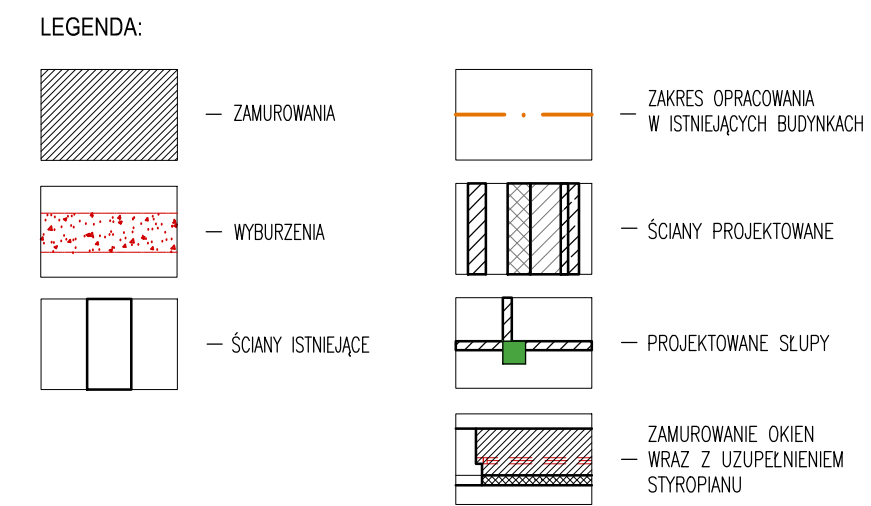 LEGENDA:
— ZAMUROWANIA
— WYBURZENIA
— ŚCIANY ISTNIEJĄCE
— ZAKRES OPRACOWANIA
W ISTNIEJĄCYCH BUDYNKACH
— ŚCIANY PROJEKTOWANE
— PROJEKTOWANE SŁUPY
— ZAMUROWANIE OKIEN
WRAZ Z UZUPEŁNIENIEM
STYROPIANU